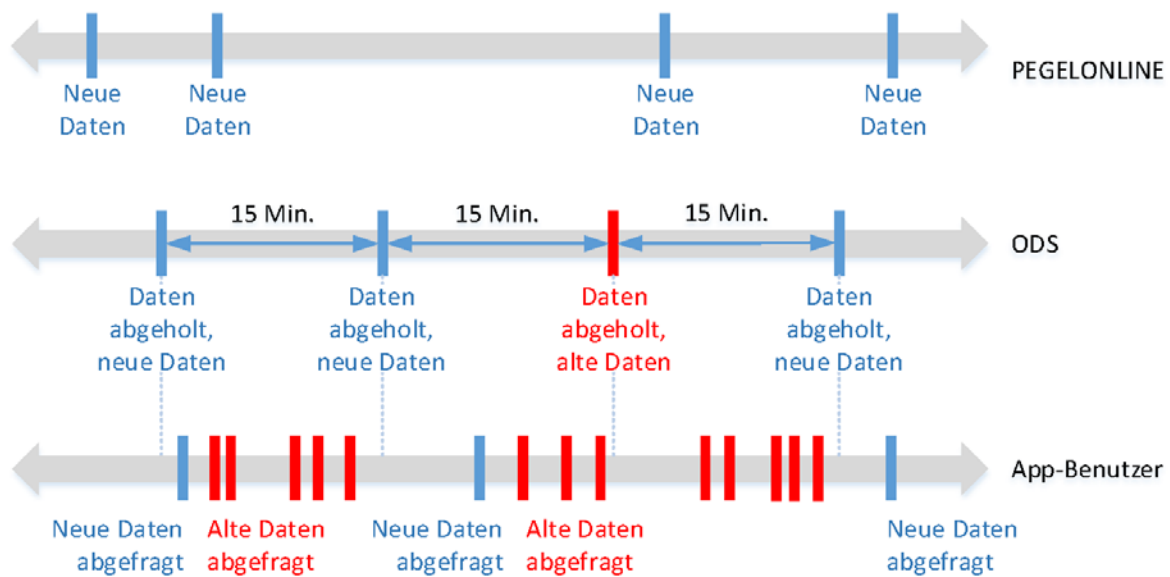 PEGELONLINE
Neue Neue Neue Neue
Daten Daten Daten Daten
15 Min. 15 Min. 15 Min.
ODS
Daten Daten Daten Daten
abgeholt, abgeholt, abgeholt, abgeholt,
neue Daten neue Daten alte Daten neue Daten
App-Benutzer
Neue Daten Alte Daten Neue Daten Alte Daten Neue Daten
abgefragt abgefragt abgefragt abgefragt abgefragt